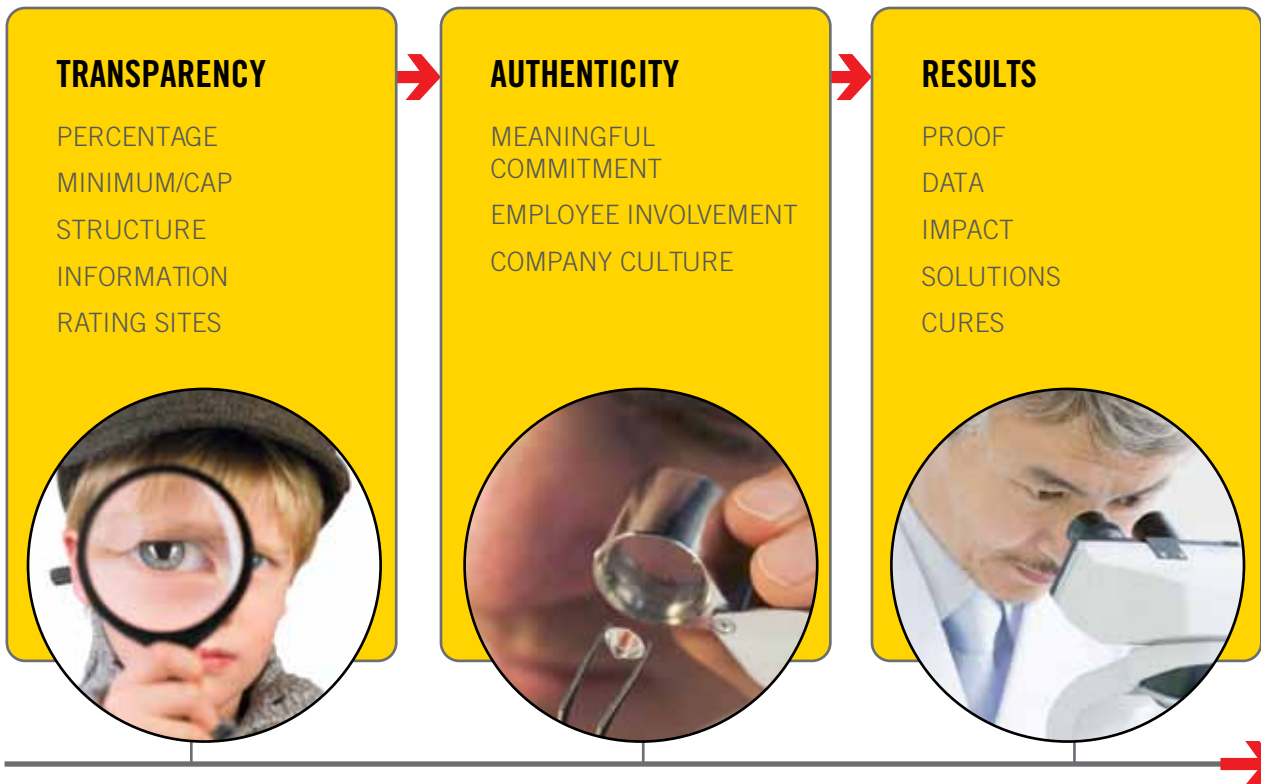 TRANSPARENCY
PERCENTAGE
MINIMUM/CAP
STRUCTURE
INFORMATION
RATING SITES
AUTHENTICITY
MEANINGFUL
COMMITMENT
EMPLOYEE INVOLVEMENT
COMPANY CULTURE
RESULTS
PROOF
DATA
IMPACT
SOLUTIONS
CURES